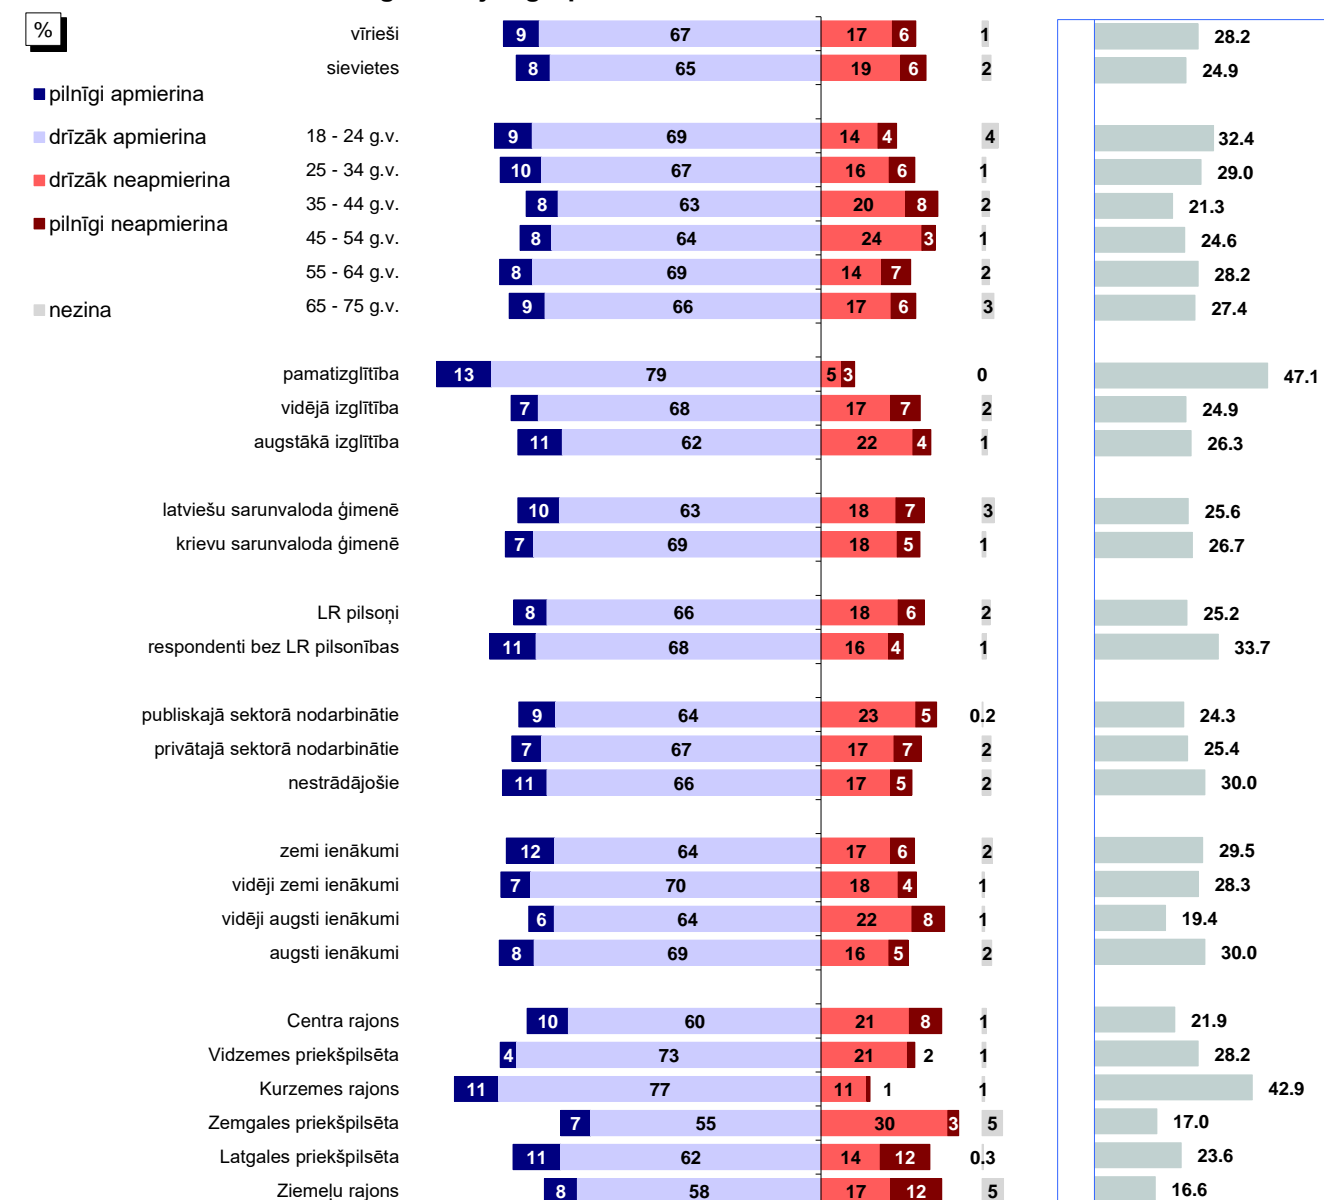 %
pilnīgi apmierina
drīzāk apmierina
drīzāk neapmierina
pilnīgi neapmierina
nezina
vīrieši 9 67 17 6 1 28.2
sievietes 8 65 19 6 2 24.9
18 - 24 g.v. 9 69 14 4 4 32.4
25 - 34 g.v. 10 67 16 6 1 29.0
35 - 44 g.v. 8 63 20 8 2 21.3
45 - 54 g.v. 8 64 24 3 1 24.6
55 - 64 g.v. 8 69 14 7 2 28.2
65 - 75 g.v. 9 66 17 6 3 27.4
pamatizglītība 13 79 5 3 0 47.1
vidējā izglītība 7 68 17 7 2 24.9
augstākā izglītība 11 62 22 4 1 26.3
latviešu sarunvaloda ģimenē 10 63 18 7 3 25.6
krievu sarunvaloda ģimenē 7 69 18 5 1 26.7
LR pilsoņi 8 66 18 6 2 25.2
respondenti bez LR pilsonības 11 68 16 4 1 33.7
publiskajā sektorā nodarbinātie 9 64 23 5 0.2 24.3
privātajā sektorā nodarbinātie 7 67 17 7 2 25.4
nestrādājošie 11 66 17 5 2 30.0
zemi ienākumi 12 64 17 6 2 29.5
vidēji zemi ienākumi 7 70 18 4 1 28.3
vidēji augsti ienākumi 6 64 22 8 1 19.4
augsti ienākumi 8 69 16 5 2 30.0
Centra rajons 10 60 21 8 1 21.9
Vidzemes priekšpilsēta 4 73 21 2 1 28.2
Kurzemes rajons 11 77 11 1 1 42.9
Zemgales priekšpilsēta 7 55 30 3 5 17.0
Latgales priekšpilsēta 11 62 14 12 0.3 23.6
Ziemeļu rajons 8 58 17 12 5 16.6